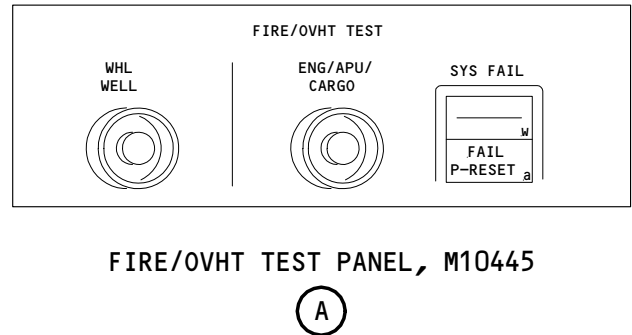 FIRE/OVHT TEST
WHL
WELL
ENG/APU/
CARGO
SYS FAIL
W
FAIL
P-RESET a
FIRE/OVHT TEST PANEL, M10445
A